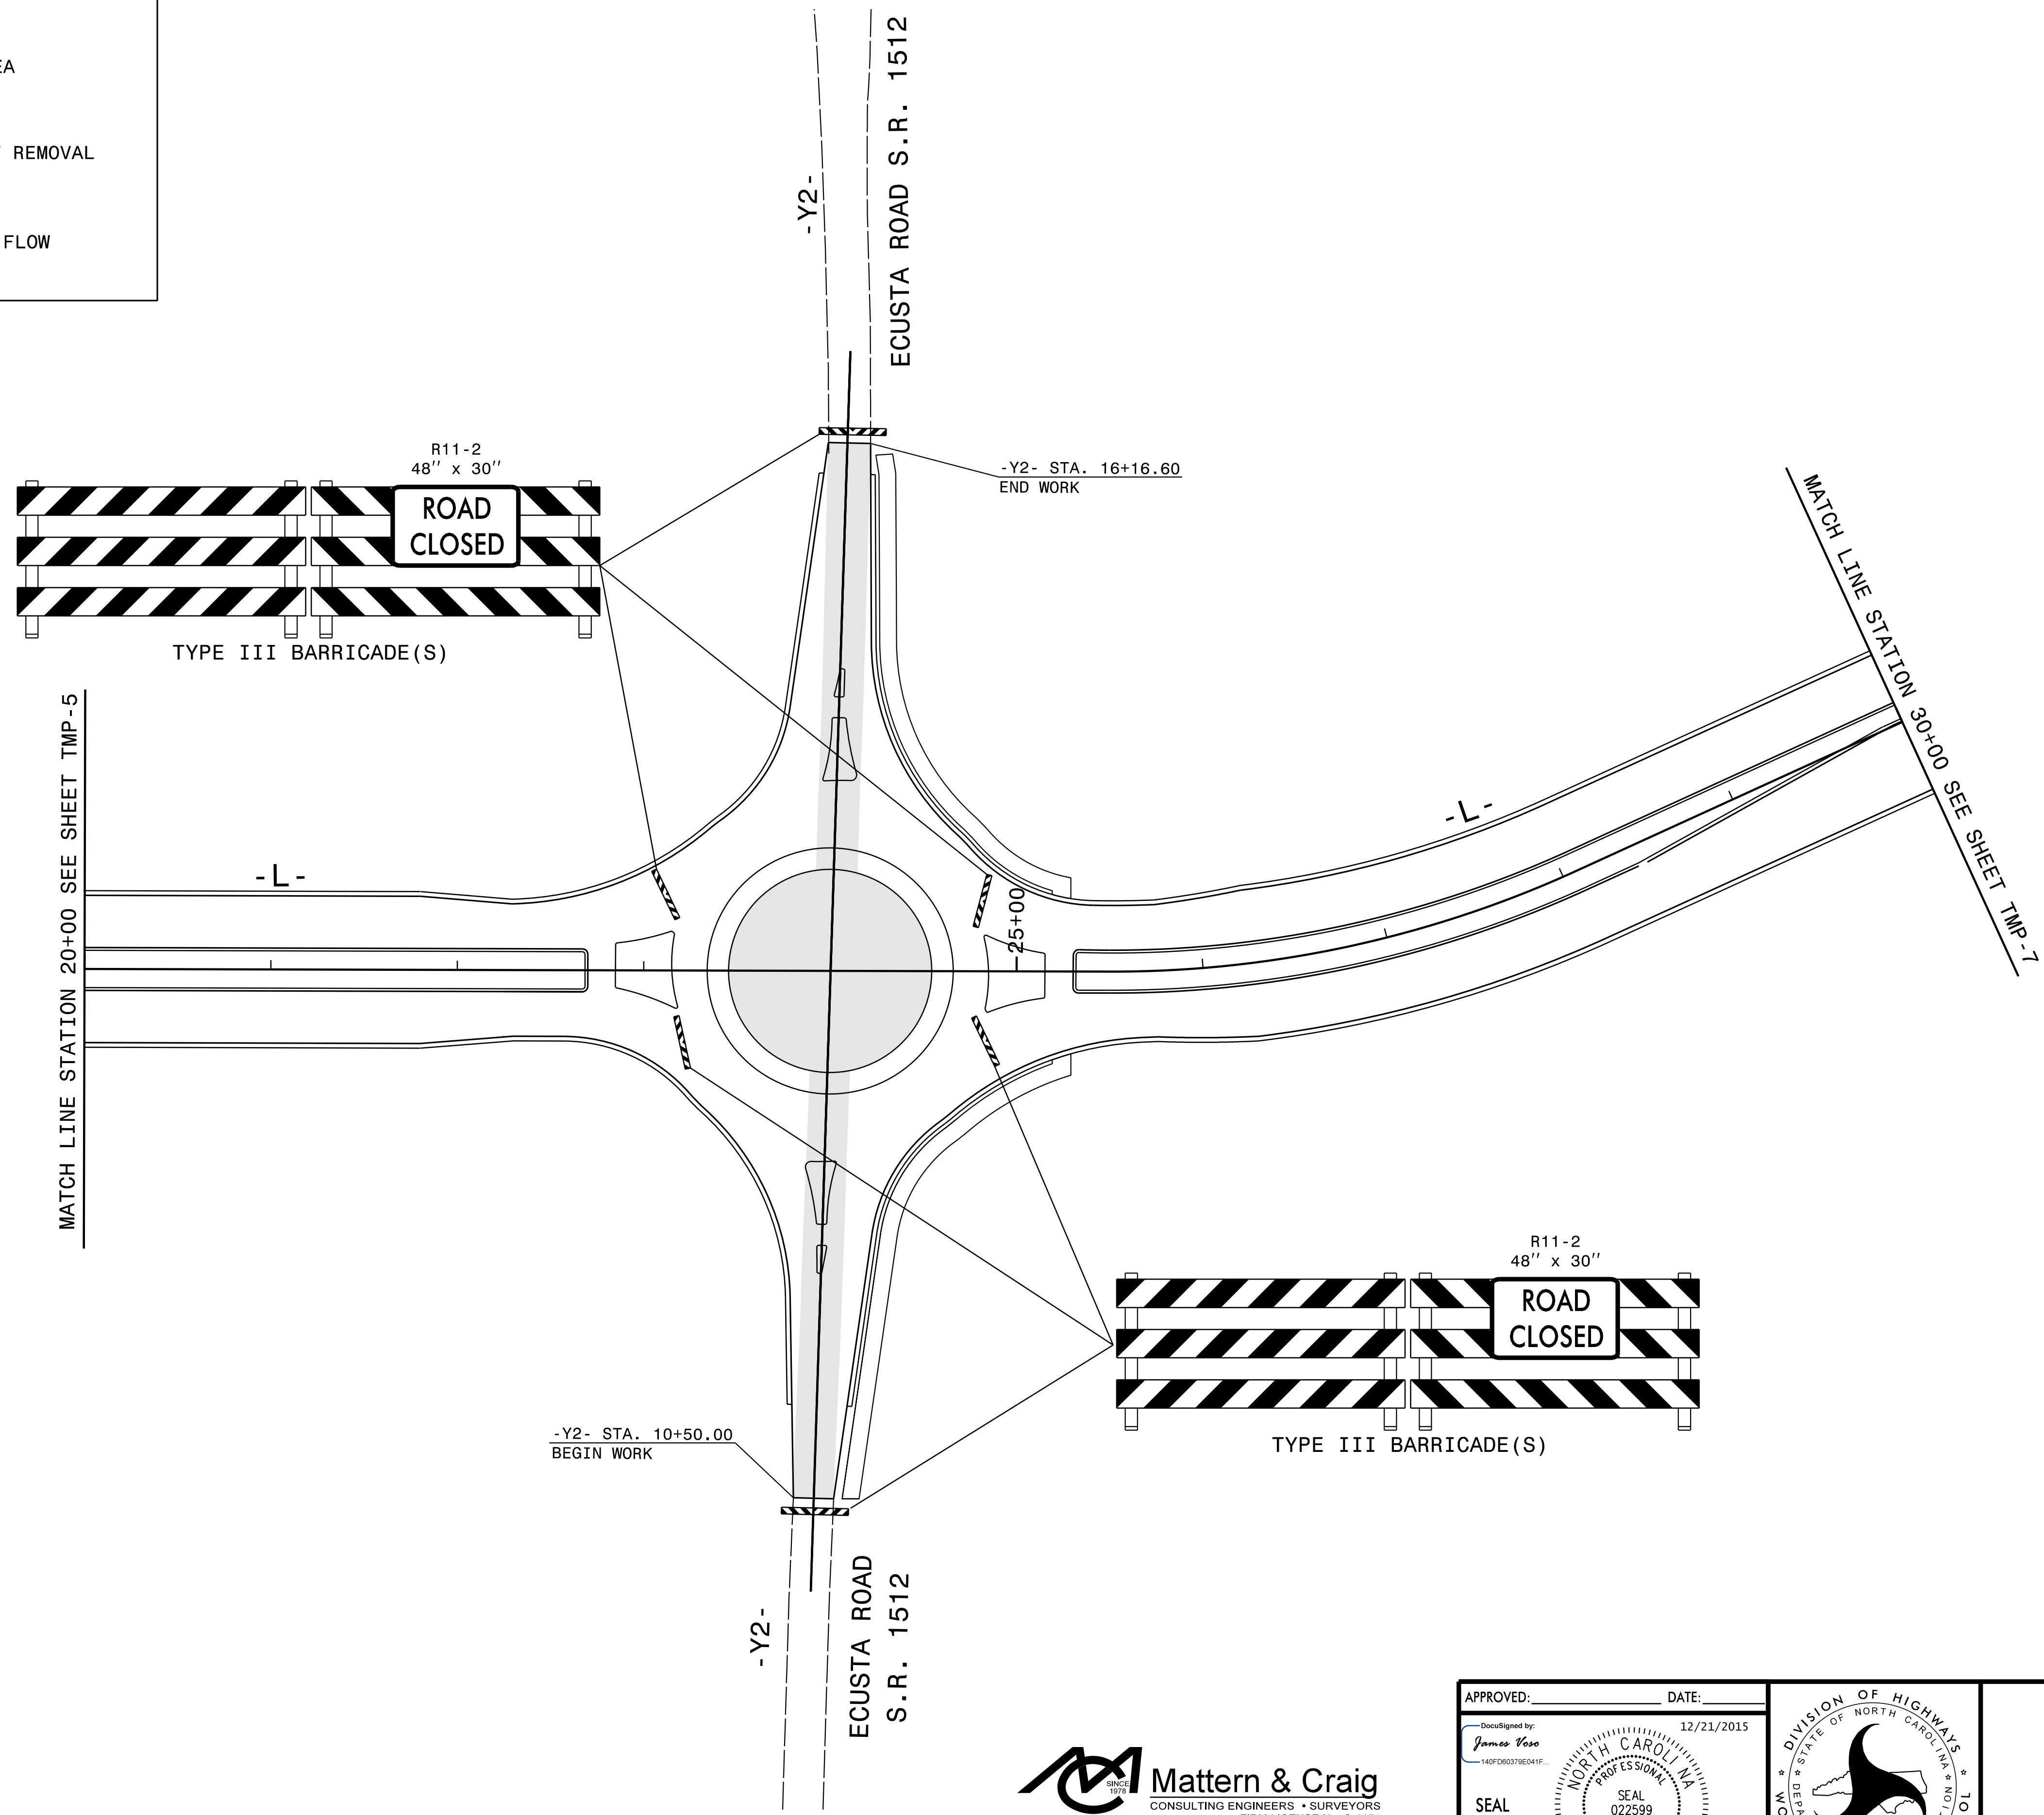 REMOVAL
FLOW
-Y2-
ECUSTA ROAD S.R. 1512
R11-2
48'' x 30''
ROAD
CLOSED
TYPE III BARRICADE(S)
-Y2- STA. 16+16.60
END WORK
MATCH LINE STATION 20+00 SEE SHEET TMP-5
MATCH LINE STATION 30+00 SEE SHEET TMP-7
-L-
-L-
25+00
R11-2
48'' x 30''
ROAD
CLOSED
TYPE III BARRICADE(S)
-Y2- STA. 10+50.00
BEGIN WORK
-Y2-
ECUSTA ROAD
S.R. 1512
SINCE
1978
Mattern & Craig
CONSULTING ENGINEERS • SURVEYORS
APPROVED: DATE:
DocuSigned by:
James Voso
140FD60379E041F...
12/21/2015
SEAL
NORTH CAROLINA
PROFESSIONAL
SEAL
022599
DIVISION OF HIGHWAYS
STATE OF NORTH CAROLINA